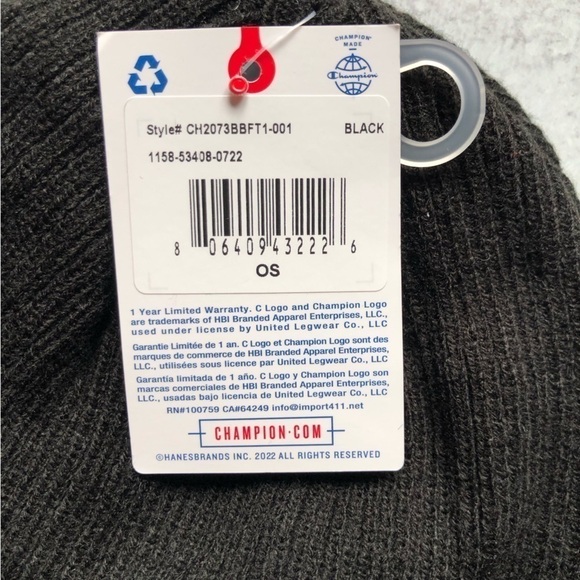 CHAMPION®
MADE
Champion
Style# CH2073BBFT1-001 BLACK
1158-53408-0722
8 06409 43222 6
OS
1 Year Limited Warranty. C Logo and Champion Logo
are trademarks of HBI Branded Apparel Enterprises, LLC.,
used under license by United Legwear Co., LLC
Garantie Limitée de 1 an. C Logo et Champion Logo sont des
marques de commerce de HBI Branded Apparel Enterprises,
LLC., utilisées sous licence par United Legwear Co., LLC
Garantía limitada de 1 año. C Logo y Champion Logo son
marcas comerciales de HBI Branded Apparel Enterprises,
LLC., usadas bajo licencia de United Legwear Co., LLC
RN#100759 CA#64249 info@import411.net
CHAMPION·COM
©HANESBRANDS INC. 2022 ALL RIGHTS RESERVED